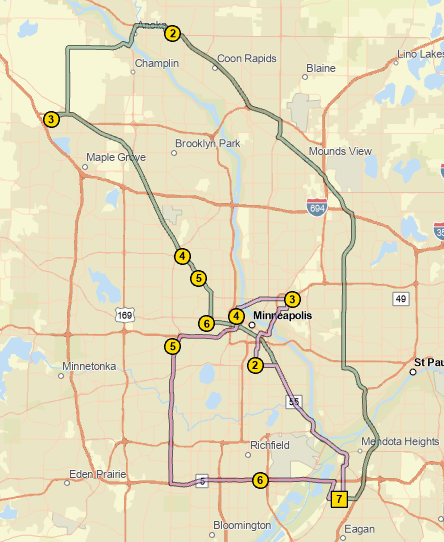 Anoka
2
Coon Rapids
Champlin
Blaine
Lino Lakes
3
Brooklyn Park
Mounds View
Maple Grove
694
35
4
5
3
49
169
4
6
Minneapolis
5
2
St Pau
Minnetonka
55
Mendota Heights
Richfield
Eden Prairie
5
6
7
Bloomington
Eagan